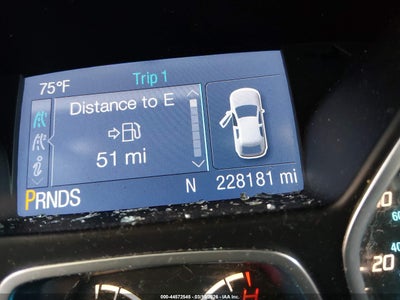 75°F
Trip 1
Distance to E
51 mi
PRNDS
N
228181 mi
20
H